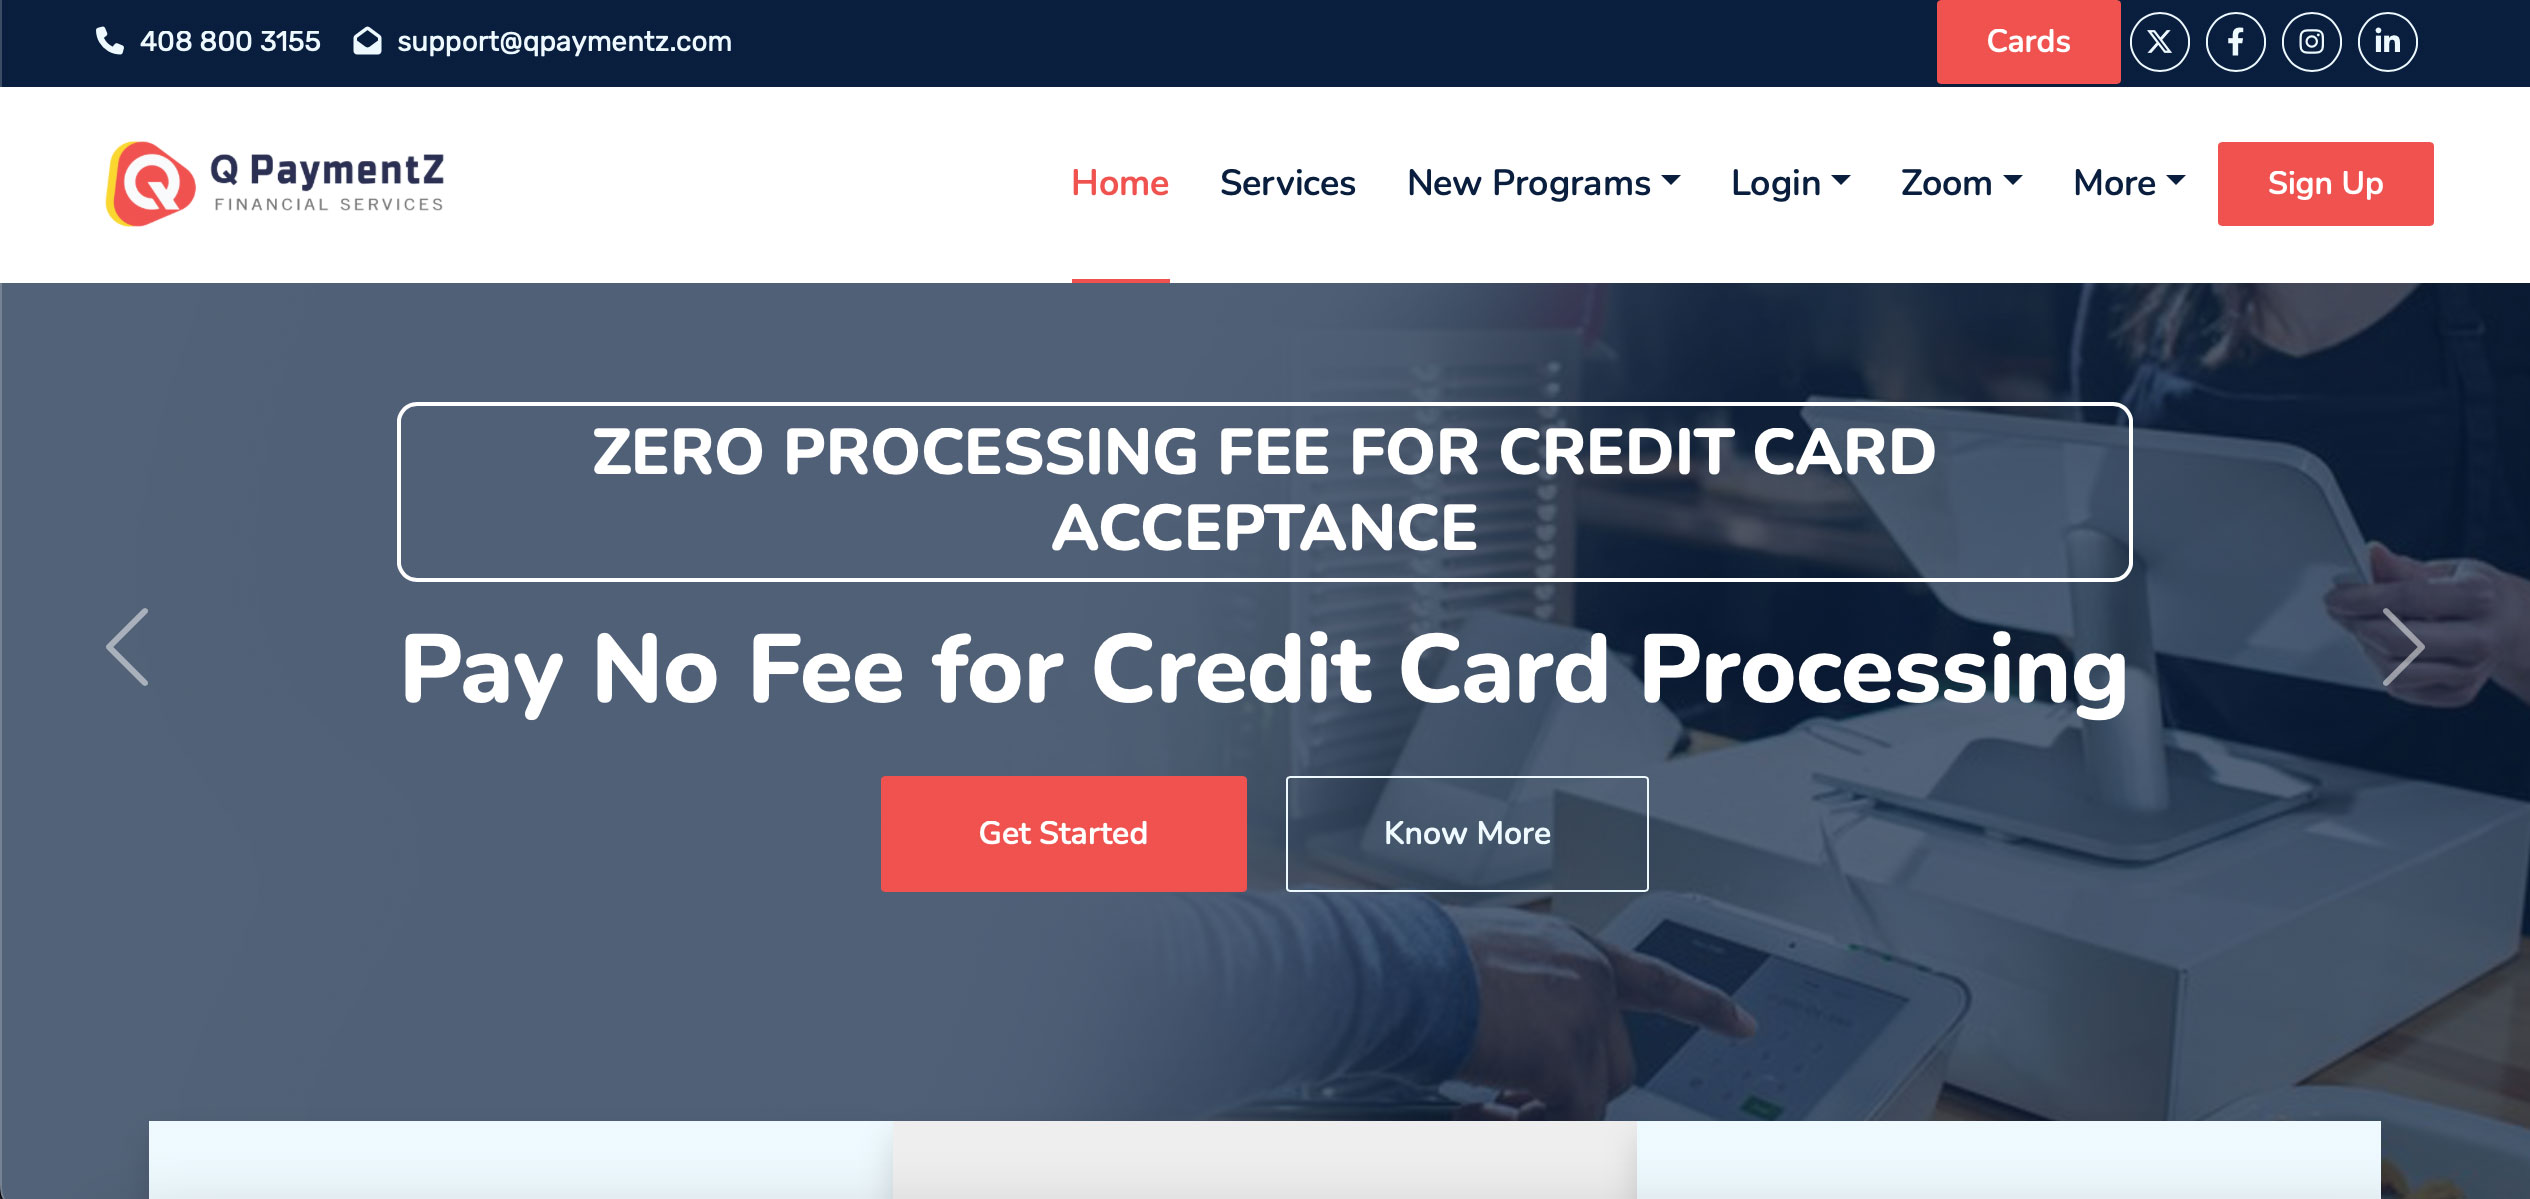 408 800 3155
support@qpaymentz.com
Cards
Q PaymentZ
FINANCIAL SERVICES
Home
Services
New Programs
Login
Zoom
More
Sign Up
ZERO PROCESSING FEE FOR CREDIT CARD
ACCEPTANCE
Pay No Fee for Credit Card Processing
Get Started
Know More